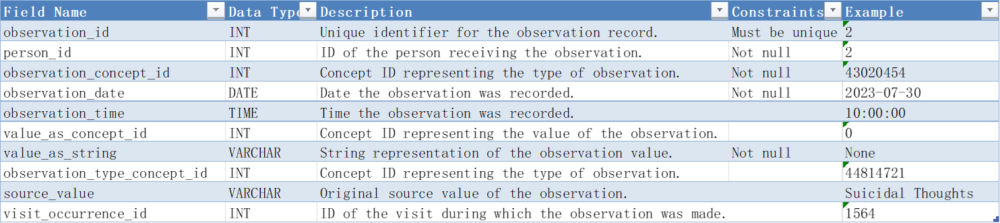 Field Name Data Typ Description Constraints Example
observation_id INT Unique identifier for the observation record. Must be unique 2
person_id INT ID of the person receiving the observation. Not null 2
observation_concept_id INT Concept ID representing the type of observation. Not null 43020454
observation_date DATE Date the observation was recorded. Not null 2023-07-30
observation_time TIME Time the observation was recorded. 10:00:00
value_as_concept_id INT Concept ID representing the value of the observation. 0
value_as_string VARCHAR String representation of the observation value. Not null None
observation_type_concept_id INT Concept ID representing the type of observation. 44814721
source_value VARCHAR Original source value of the observation. Suicidal Thoughts
visit_occurrence_id INT ID of the visit during which the observation was made. 1564